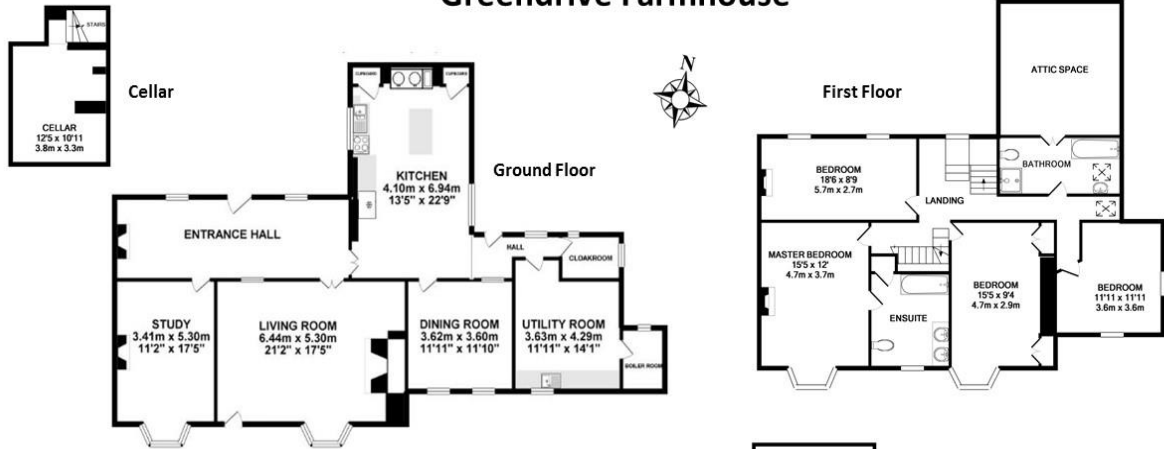 Greendrive Farmhouse
STAIRS
CELLAR
12'5 x 10'11
3.8m x 3.3m
Cellar
CUPBOARD
CUPBOARD
KITCHEN
4.10m x 6.94m
13'5" x 22'9"
Ground Floor
ENTRANCE HALL
HALL
CLOAKROOM
STUDY
3.41m x 5.30m
11'2" x 17'5"
LIVING ROOM
6.44m x 5.30m
21'2" x 17'5"
DINING ROOM
3.62m x 3.60m
11'11" x 11'10"
UTILITY ROOM
3.63m x 4.29m
11'11" x 14'1"
BOILER ROOM
N
First Floor
ATTIC SPACE
BEDROOM
18'6 x 8'9
5.7m x 2.7m
BATHROOM
LANDING
MASTER BEDROOM
15'5 x 12'
4.7m x 3.7m
ENSUITE
BEDROOM
15'5 x 9'4
4.7m x 2.9m
BEDROOM
11'11 x 11'11
3.6m x 3.6m